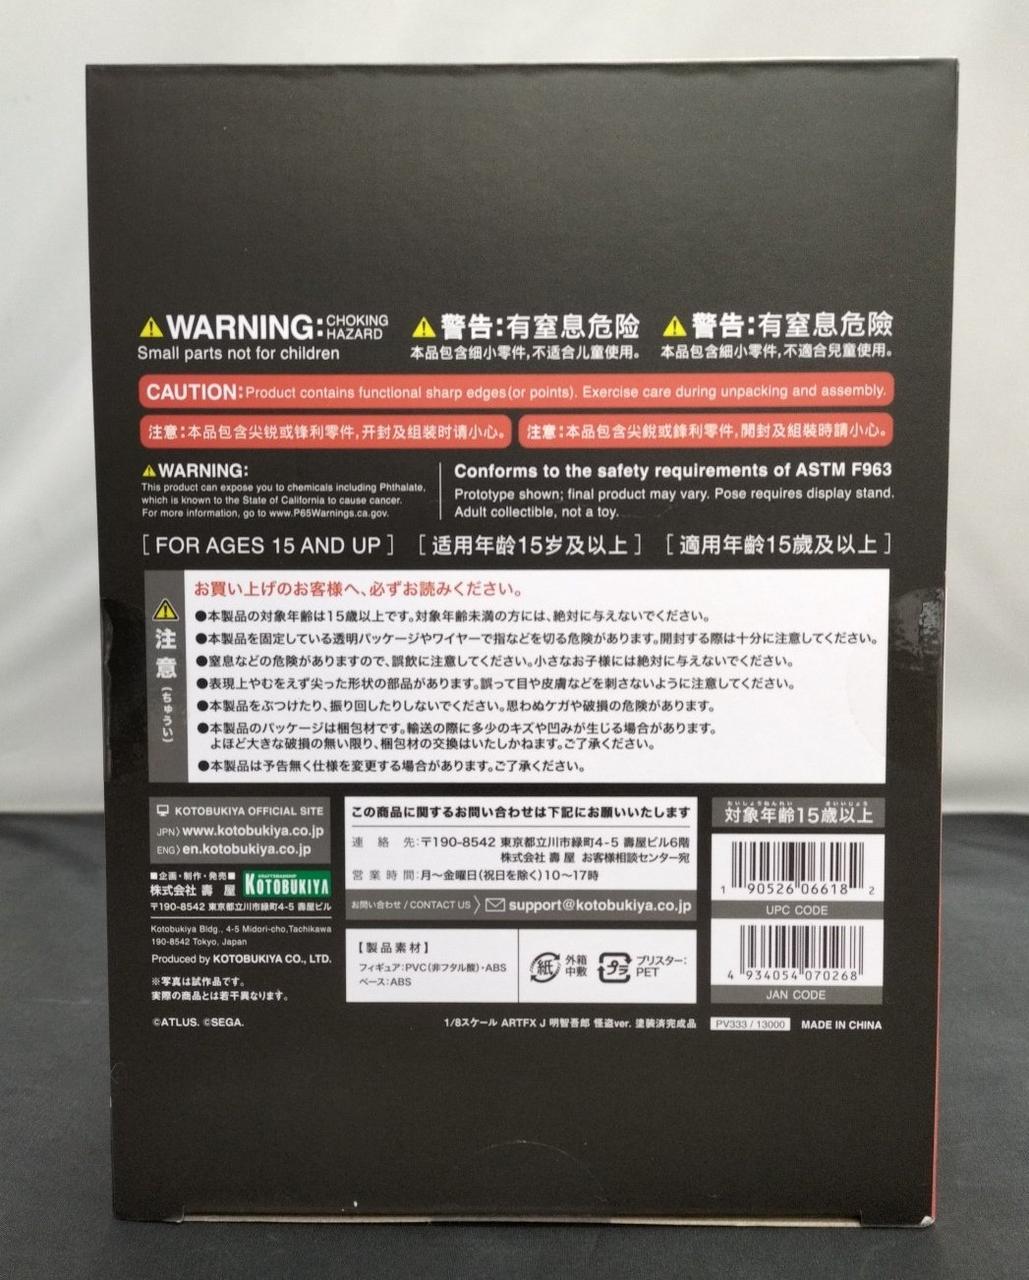 ⚠WARNING: CHOKING HAZARD
Small parts not for children
⚠警告:有窒息危险
本品包含细小零件,不适合儿童使用。
⚠警告:有窒息危險
本品包含細小零件,不適合兒童使用。
CAUTION: Product contains functional sharp edges (or points). Exercise care during unpacking and assembly.
注意:本品包含尖锐或锋利零件,开封及组装时请小心。
注意:本品包含尖銳或鋒利零件,開封及組裝時請小心。
⚠WARNING:
This product can expose you to chemicals including Phthalate,
which is known to the State of California to cause cancer.
For more information, go to www.P65Warnings.ca.gov.
Conforms to the safety requirements of ASTM F963
Prototype shown; final product may vary. Pose requires display stand.
Adult collectible, not a toy.
[ FOR AGES 15 AND UP ] [ 适用年龄15岁及以上 ] [ 適用年齡15歲及以上 ]
注意(ちゅうい)
お買い上げのお客様へ、必ずお読みください。
●本製品の対象年齢は15歳以上です。対象年齢未満の方には、絶対に与えないでください。
●本製品を固定している透明パッケージやワイヤーで指などを切る危険があります。開封する際は十分に注意してください。
●窒息などの危険がありますので、誤飲に注意してください。小さなお子様には絶対に与えないでください。
●表現上やむをえず尖った形状の部品があります。誤って目や皮膚などを刺さないように注意してください。
●本製品をぶつけたり、振り回したりしないでください。思わぬケガや破損の危険があります。
●本製品のパッケージは梱包材です。輸送の際に多少のキズや凹みが生じる場合があります。
よほど大きな破損の無い限り、梱包材の交換はいたしかねます。ご了承ください。
●本製品は予告無く仕様を変更する場合があります。ご了承ください。
KOTOBUKIYA OFFICIAL SITE
JPN〉www.kotobukiya.co.jp
ENG〉en.kotobukiya.co.jp
■企画・制作・発売■
株式会社 壽 屋
CRAFTSMANSHIP
KOTOBUKIYA
〒190-8542 東京都立川市緑町4-5 壽屋ビル
Kotobukiya Bldg., 4-5 Midori-cho,Tachikawa
190-8542 Tokyo, Japan
Produced by KOTOBUKIYA CO., LTD.
※写真は試作品です。
実際の商品とは若干異なります。
©ATLUS. ©SEGA.
この商品に関するお問い合わせは下記にお願いいたします
連絡先:〒190-8542 東京都立川市緑町4-5 壽屋ビル6階
株式会社 壽 屋 お客様相談センター宛
営業時間:月〜金曜日(祝日を除く)10〜17時
お問い合わせ / CONTACT US 〉 support@kotobukiya.co.jp
【製品素材】
フィギュア:PVC(非フタル酸)・ABS
ベース:ABS
紙 外箱
中敷
プラ ブリスター:
PET
たいしょうねんれい さいいじょう
対象年齢15歳以上
1 90526 06618 2
UPC CODE
4 934054 070268
JAN CODE
1/8スケール ARTFX J 明智吾郎 怪盗ver. 塗装済完成品
PV333 / 13000
MADE IN CHINA